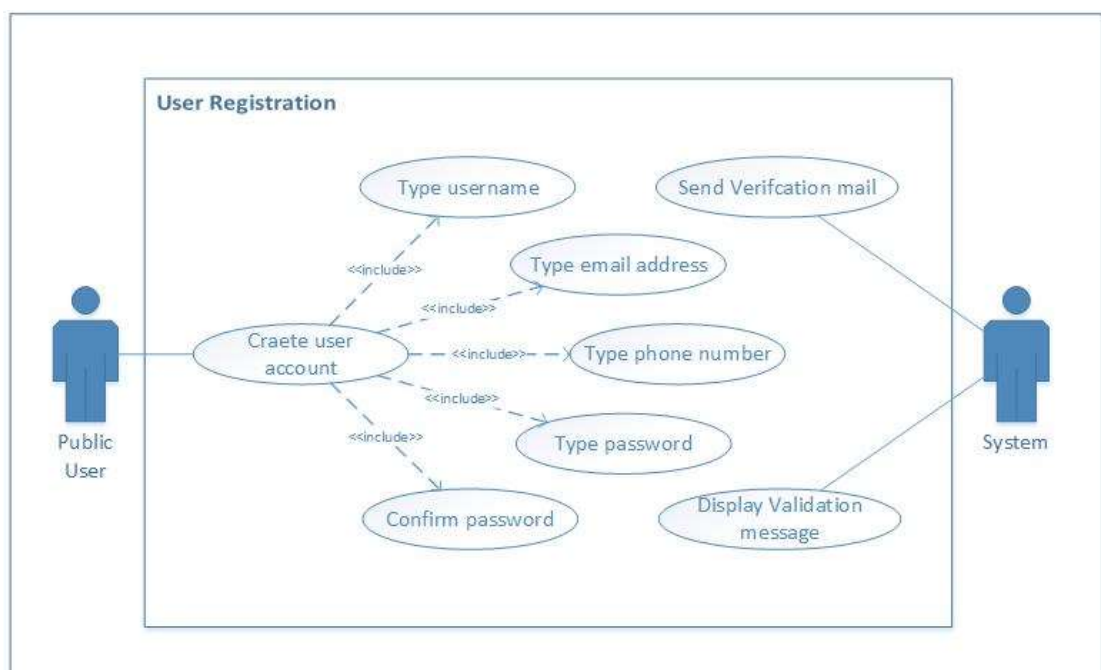 User Registration
Type username
Send Verifcation mail
<<include>>
Type email address
<<include>>
Craete user
account
<<include>>
Type phone number
<<include>>
Type password
<<include>>
Confirm password
Display Validation
message
Public
User
System